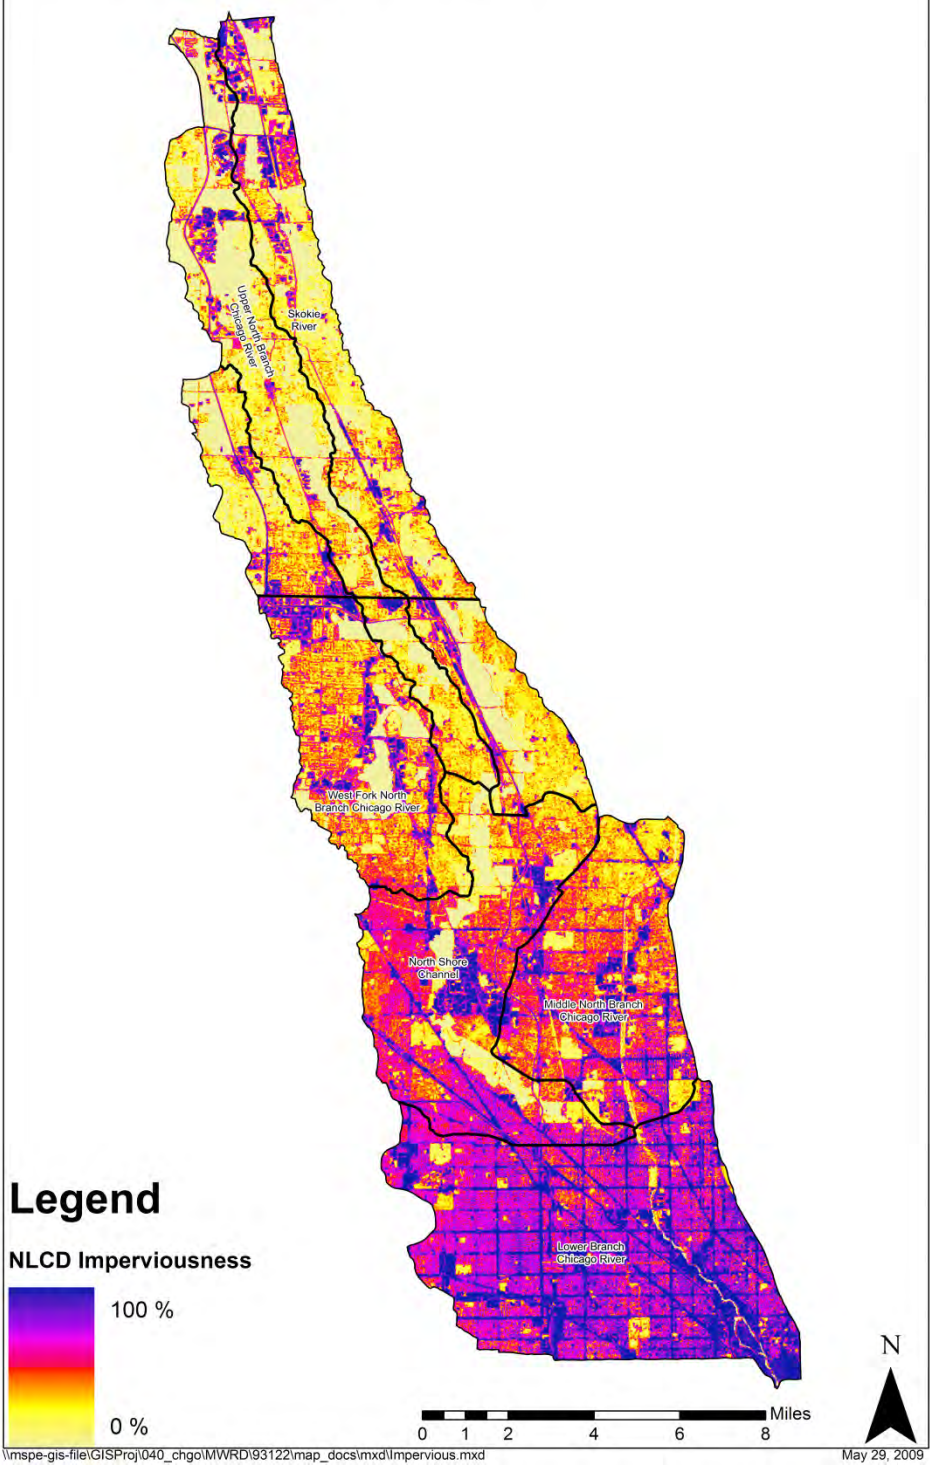 Upper North Branch
Chicago River
Skokie
River
West Fork North
Branch Chicago River
North Shore
Channel
Middle North Branch
Chicago River
Lower Branch
Chicago River
Legend
NLCD Imperviousness
100 %
0 %
N
Miles
0 1 2 4 6 8
\\mspe-gis-file\GISProj\040_chgo\MWRD\93122\map_docs\mxd\Impervious.mxd
May 29, 2009